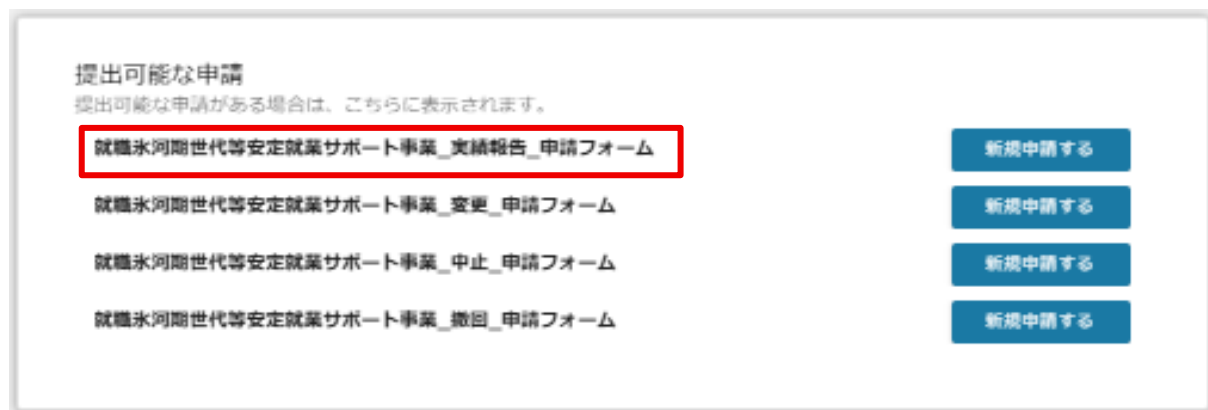 提出可能な申請
提出可能な申請がある場合は、こちらに表示されます。
就職氷河期世代等安定就業サポート事業_実績報告_申請フォーム 新規申請する
就職氷河期世代等安定就業サポート事業_変更_申請フォーム 新規申請する
就職氷河期世代等安定就業サポート事業_中止_申請フォーム 新規申請する
就職氷河期世代等安定就業サポート事業_撤回_申請フォーム 新規申請する